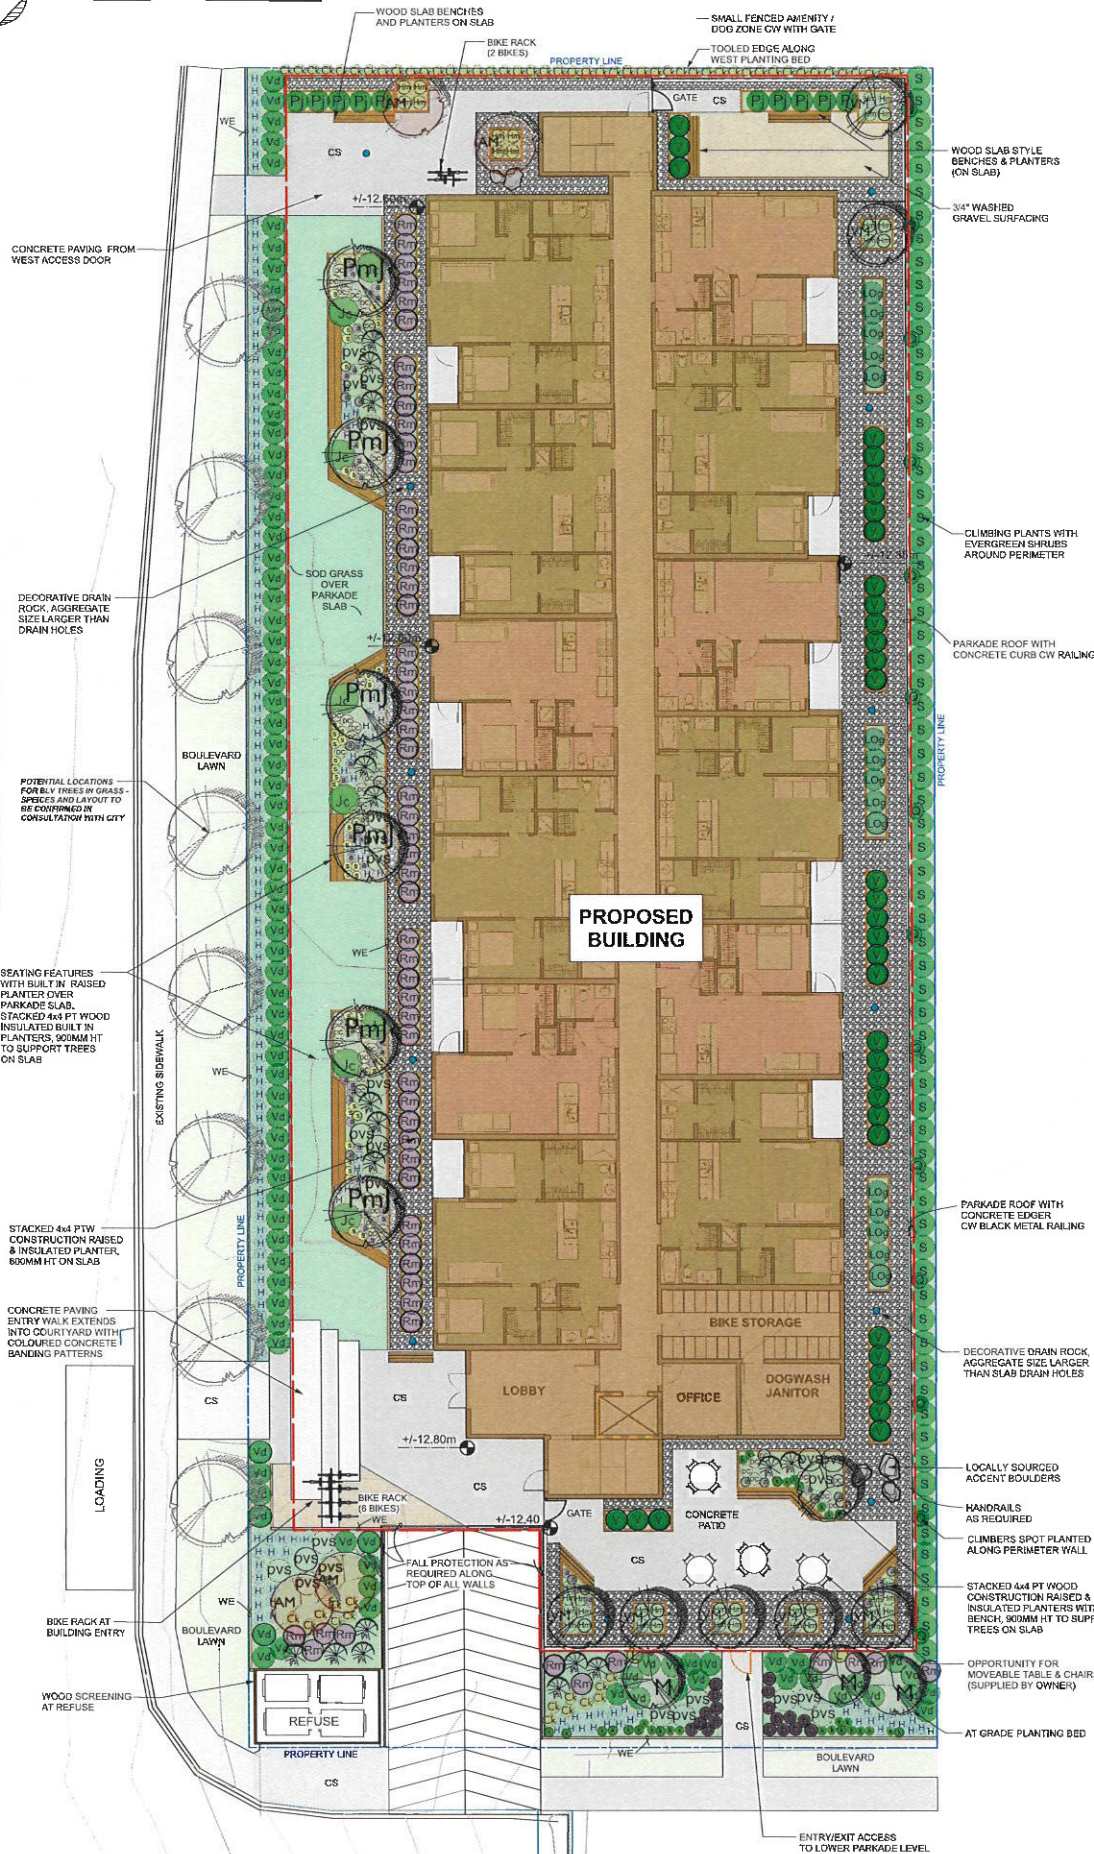 WOOD SLAB BENCHES
AND PLANTERS ON SLAB
BIKE RACK
(2 BIKES)
SMALL FENCED AMENITY /
DOG ZONE CW WITH GATE
TOOLED EDGE ALONG
WEST PLANTING BED
PROPERTY LINE
GATE
CS
WE
CS
WOOD SLAB STYLE
BENCHES & PLANTERS
(ON SLAB)
3/4" WASHED
GRAVEL SURFACING
CONCRETE PAVING FROM
WEST ACCESS DOOR
SOD GRASS
OVER
PARKADE
SLAB
CLIMBING PLANTS WITH
EVERGREEN SHRUBS
AROUND PERIMETER
DECORATIVE DRAIN
ROCK, AGGREGATE
SIZE LARGER THAN
DRAIN HOLES
PARKADE ROOF WITH
CONCRETE CURB CW RAILING
PROPERTY LINE
BOULEVARD
LAWN
POTENTIAL LOCATIONS
FOR BLV TREES IN GRASS -
SPECIES AND LAYOUT TO
BE CONFIRMED IN
CONSULTATION WITH CITY
PROPOSED
BUILDING
WE
SEATING FEATURES
WITH BUILT IN RAISED
PLANTER OVER
PARKADE SLAB.
STACKED 4x4 PT WOOD
INSULATED BUILT IN
PLANTERS, 900MM HT
TO SUPPORT TREES
ON SLAB
WE
EXISTING SIDEWALK
STACKED 4x4 PTW
CONSTRUCTION RAISED
& INSULATED PLANTER,
600MM HT ON SLAB
PROPERTY LINE
PARKADE ROOF WITH
CONCRETE EDGER
CW BLACK METAL RAILING
CONCRETE PAVING
ENTRY WALK EXTENDS
INTO COURTYARD WITH
COLOURED CONCRETE
BANDING PATTERNS
BIKE STORAGE
DECORATIVE DRAIN ROCK,
AGGREGATE SIZE LARGER
THAN SLAB DRAIN HOLES
LOBBY
OFFICE
DOGWASH
JANITOR
CS
CS
+/-12.80m
LOADING
CS
BIKE RACK
(6 BIKES)
WE
+/-12.40
GATE
CONCRETE
PATIO
CS
LOCALLY SOURCED
ACCENT BOULDERS
HANDRAILS
AS REQUIRED
CLIMBERS SPOT PLANTED
ALONG PERIMETER WALL
FALL PROTECTION AS
REQUIRED ALONG
TOP OF ALL WALLS
STACKED 4x4 PT WOOD
CONSTRUCTION RAISED &
INSULATED PLANTERS WITH
BENCH, 900MM HT TO SUPP
TREES ON SLAB
BIKE RACK AT
BUILDING ENTRY
WE
BOULEVARD
LAWN
OPPORTUNITY FOR
MOVEABLE TABLE & CHAIR
(SUPPLIED BY OWNER)
WOOD SCREENING
AT REFUSE
REFUSE
CS
AT GRADE PLANTING BED
PROPERTY LINE
WE
BOULEVARD
LAWN
CS
ENTRY/EXIT ACCESS
TO LOWER PARKADE LEVEL